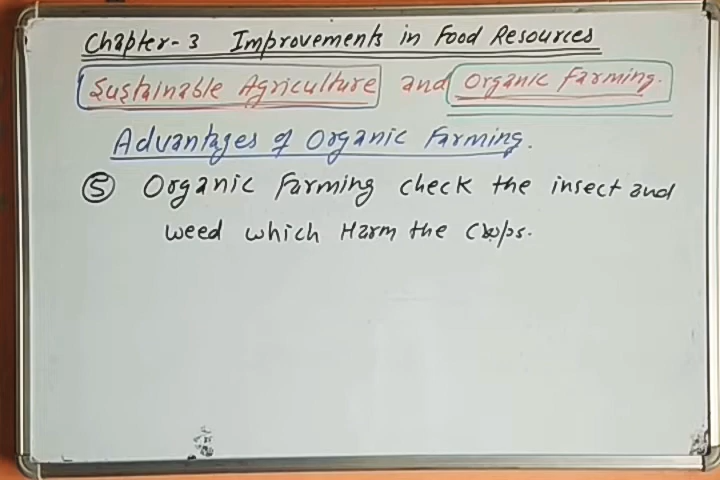 Chapter-3 Improvements in Food Resources
Sustainable Agriculture and Organic Farming.
Advantages of Organic Farming.
⑤ Organic farming check the insect and
weed which Harm the Crops.